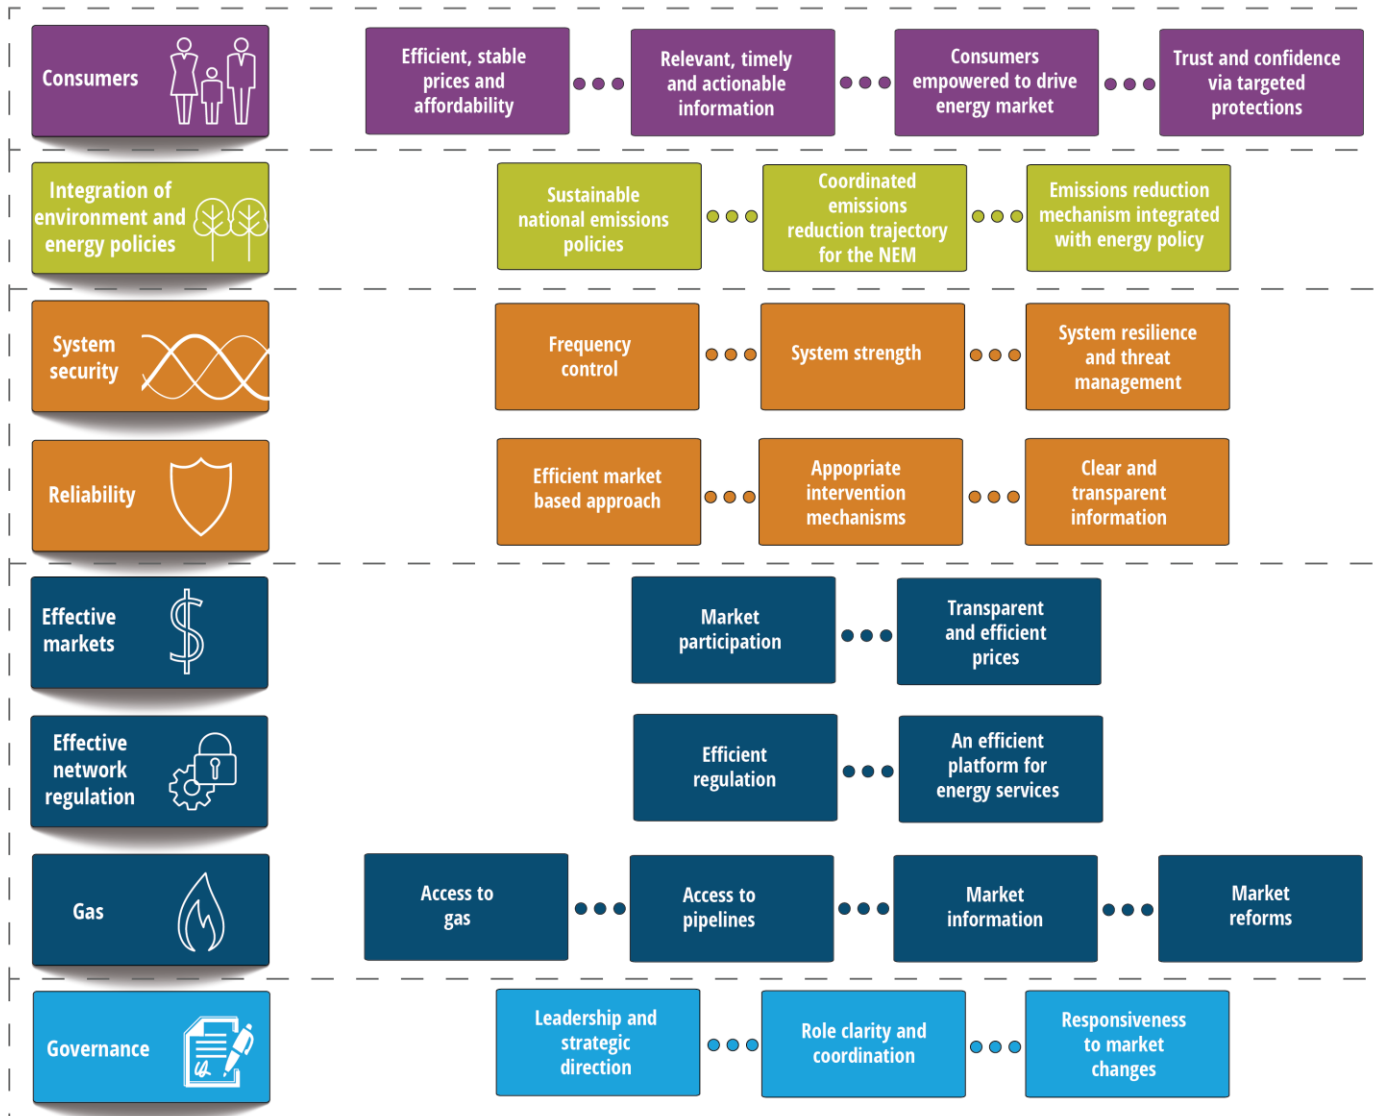 Consumers
Efficient, stable
prices and
affordability
Relevant, timely
and actionable
information
Consumers
empowered to drive
energy market
Trust and confidence
via targeted
protections
Integration of
environment and
energy policies
Sustainable
national emissions
policies
Coordinated
emissions
reduction trajectory
for the NEM
Emissions reduction
mechanism integrated
with energy policy
System
security
Frequency
control
System strength
System resilience
and threat
management
Reliability
Efficient market
based approach
Appopriate
intervention
mechanisms
Clear and
transparent
information
Effective
markets
$
Market
participation
Transparent
and efficient
prices
Effective
network
regulation
Efficient
regulation
An efficient
platform for
energy services
Gas
Access to
gas
Access to
pipelines
Market
information
Market
reforms
Governance
Leadership and
strategic
direction
Role clarity and
coordination
Responsiveness
to market
changes